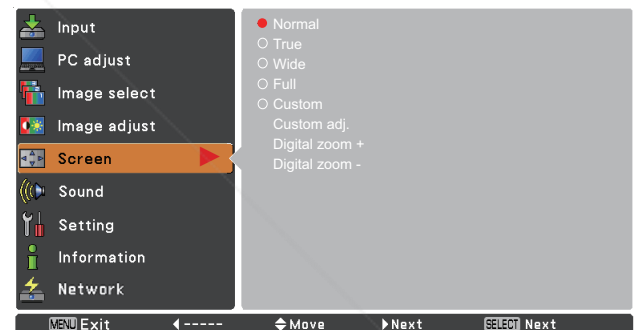 Input
PC adjust
Image select
Image adjust
Screen
Sound
Setting
Information
Network
Normal
True
Wide
Full
Custom
Custom adj.
Digital zoom +
Digital zoom -
MENU Exit ----- Move Next SELECT Next